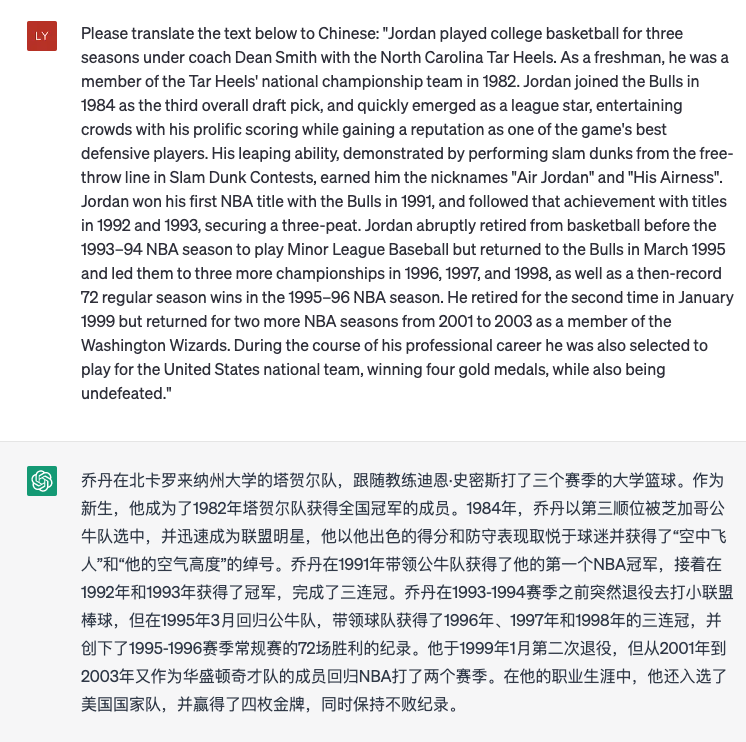 LY
Please translate the text below to Chinese: "Jordan played college basketball for three
seasons under coach Dean Smith with the North Carolina Tar Heels. As a freshman, he was a
member of the Tar Heels' national championship team in 1982. Jordan joined the Bulls in
1984 as the third overall draft pick, and quickly emerged as a league star, entertaining
crowds with his prolific scoring while gaining a reputation as one of the game's best
defensive players. His leaping ability, demonstrated by performing slam dunks from the free-
throw line in Slam Dunk Contests, earned him the nicknames "Air Jordan" and "His Airness".
Jordan won his first NBA title with the Bulls in 1991, and followed that achievement with titles
in 1992 and 1993, securing a three-peat. Jordan abruptly retired from basketball before the
1993–94 NBA season to play Minor League Baseball but returned to the Bulls in March 1995
and led them to three more championships in 1996, 1997, and 1998, as well as a then-record
72 regular season wins in the 1995–96 NBA season. He retired for the second time in January
1999 but returned for two more NBA seasons from 2001 to 2003 as a member of the
Washington Wizards. During the course of his professional career he was also selected to
play for the United States national team, winning four gold medals, while also being
undefeated."
乔丹在北卡罗来纳州大学的塔贺尔队，跟随教练迪恩·史密斯打了三个赛季的大学篮球。作为
新生，他成为了1982年塔贺尔队获得全国冠军的成员。1984年，乔丹以第三顺位被芝加哥公
牛队选中，并迅速成为联盟明星，他以他出色的得分和防守表现取悦于球迷并获得了“空中飞
人”和“他的空气高度”的绰号。乔丹在1991年带领公牛队获得了他的第一个NBA冠军，接着在
1992年和1993年获得了冠军，完成了三连冠。乔丹在1993-1994赛季之前突然退役去打小联盟
棒球，但在1995年3月回归公牛队，带领球队获得了1996年、1997年和1998年的三连冠，并
创下了1995-1996赛季常规赛的72场胜利的纪录。他于1999年1月第二次退役，但从2001年到
2003年又作为华盛顿奇才队的成员回归NBA打了两个赛季。在他的职业生涯中，他还入选了
美国国家队，并赢得了四枚金牌，同时保持不败纪录。